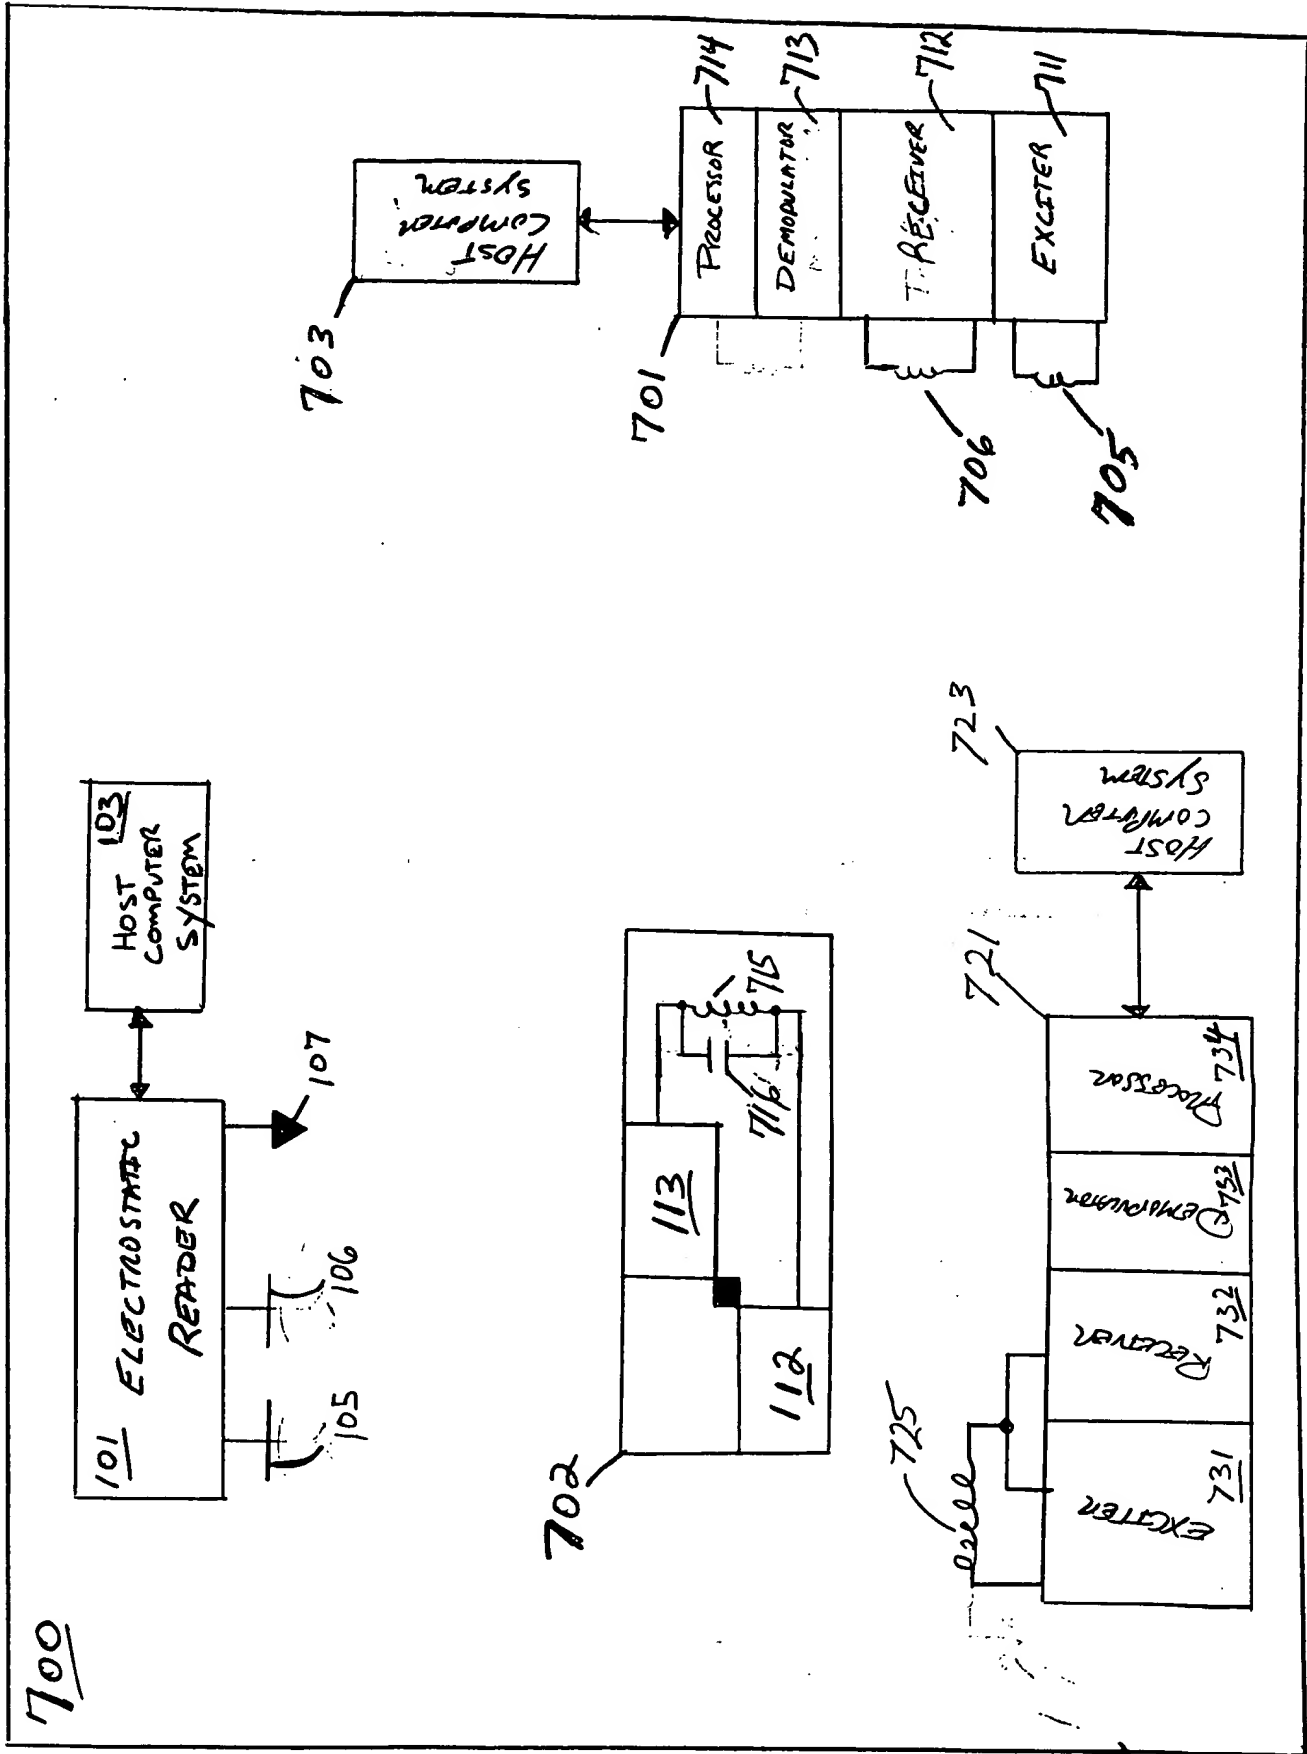 700
101
ELECTROSTATIC
READER
105
106
107
103
HOST
COMPUTER
SYSTEM
702
112
113
715
716
725
721
723
EXCITER
731
RECEIVER
732
DEMODULATOR
733
PROCESSOR
734
HOST
COMPUTER
SYSTEM
703
HOST
COMPUTER
SYSTEM
701
PROCESSOR
714
DEMODULATOR
713
RECEIVER
712
EXCITER
711
706
705